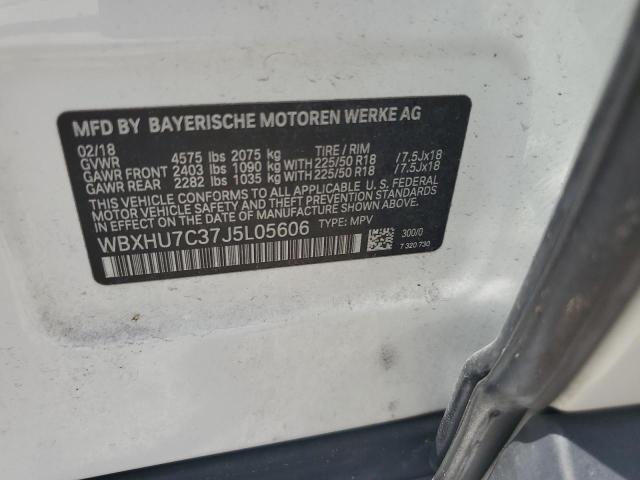 MFD BY BAYERISCHE MOTOREN WERKE AG
02/18 TIRE / RIM
GVWR 4575 lbs 2075 kg
GAWR FRONT 2403 lbs 1090 kg WITH 225/50 R18 /7.5Jx18
GAWR REAR 2282 lbs 1035 kg WITH 225/50 R18 /7.5Jx18
THIS VEHICLE CONFORMS TO ALL APPLICABLE U. S. FEDERAL
MOTOR VEHICLE SAFETY, BUMPER, AND THEFT PREVENTION STANDARDS
IN EFFECT ON THE DATE OF MANUFACTURE SHOWN ABOVE.
WBXHU7C37J5L05606 TYPE: MPV
300/0
7 320 730